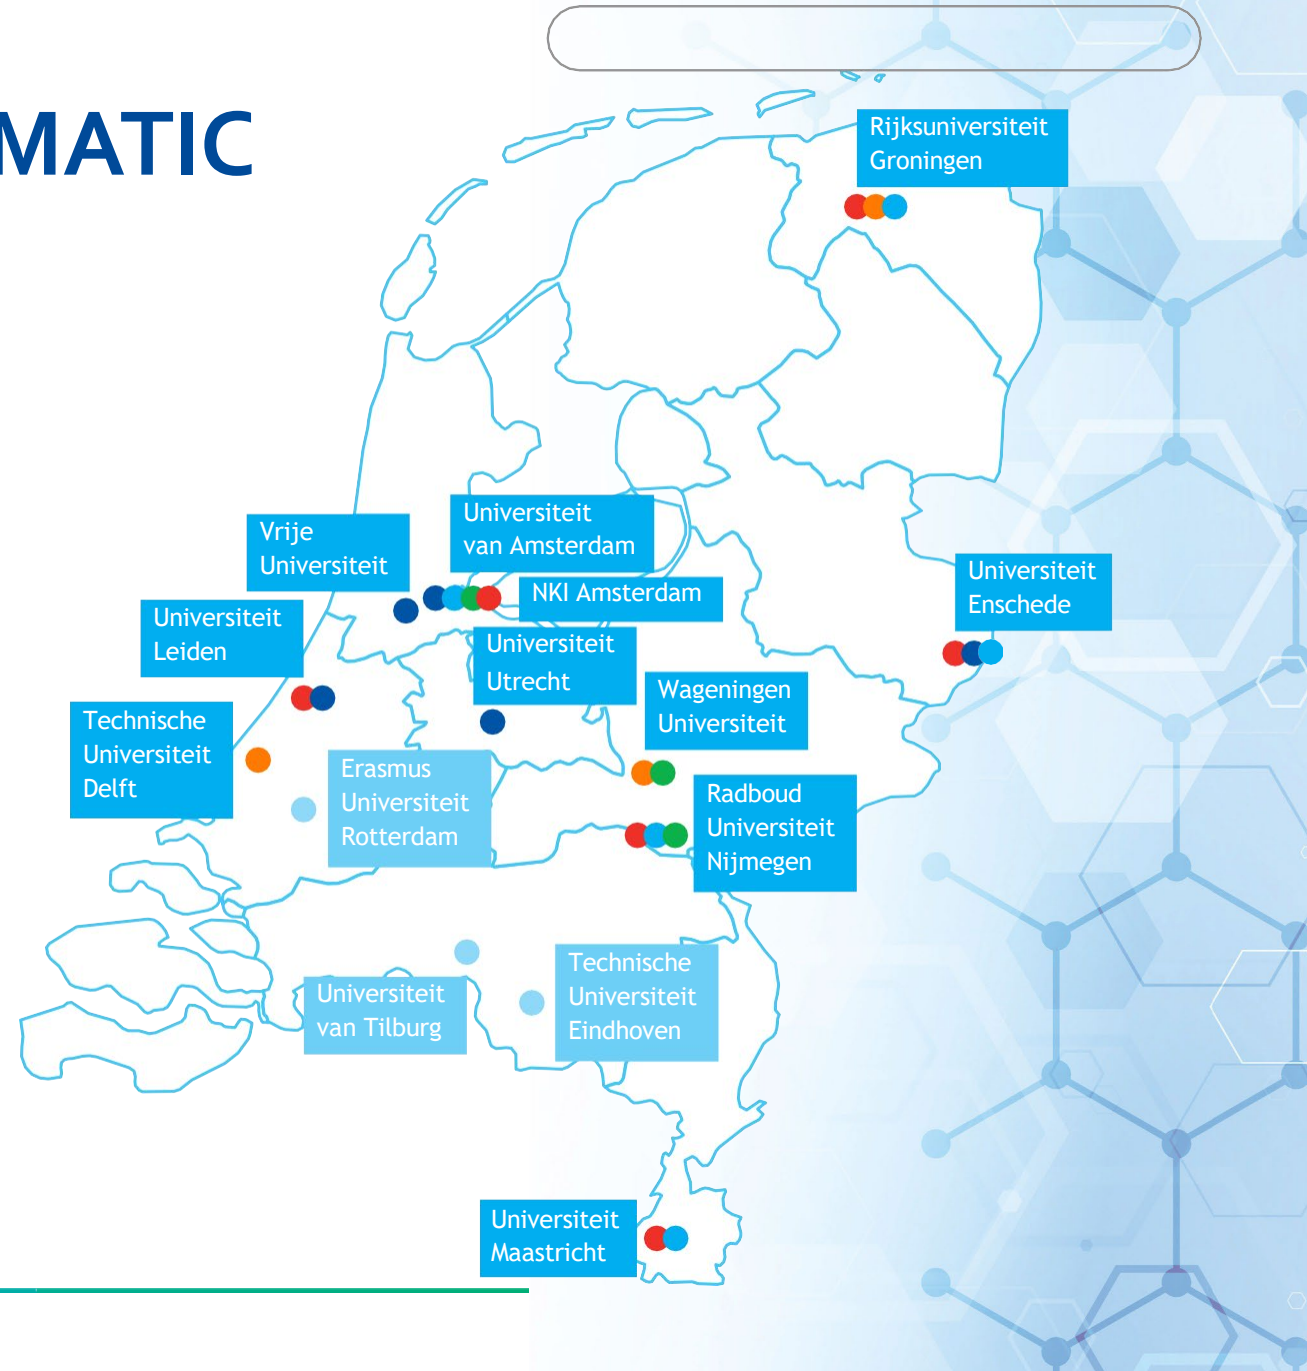 MATIC
Rijksuniversiteit
Groningen
Universiteit
van Amsterdam
Vrije
Universiteit
NKI Amsterdam
Universiteit
Enschede
Universiteit
Leiden
Universiteit
Utrecht
Wageningen
Universiteit
Technische
Universiteit
Delft
Erasmus
Universiteit
Rotterdam
Radboud
Universiteit
Nijmegen
Technische
Universiteit
Eindhoven
Universiteit
van Tilburg
Universiteit
Maastricht